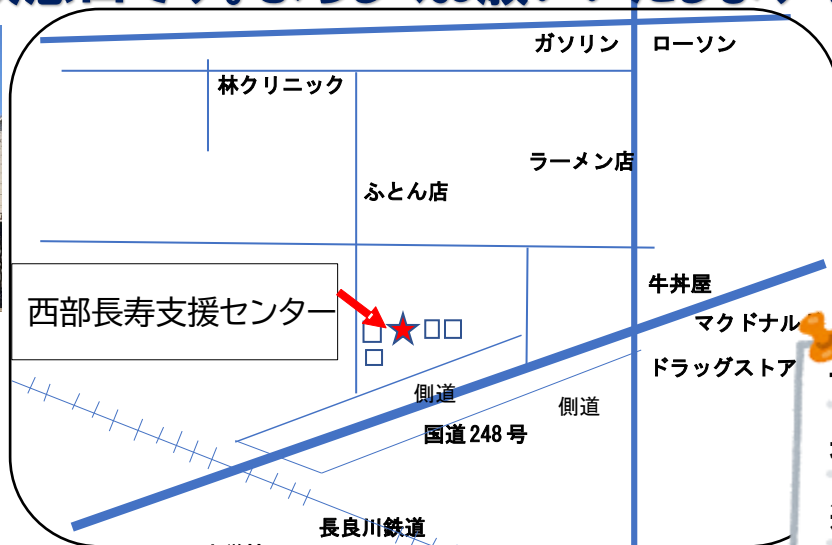 ガソリン
ローソン
林クリニック
ラーメン店
ふとん店
牛丼屋
西部長寿支援センター
マクドナル
ドラッグストア
側道
側道
国道248号
長良川鉄道